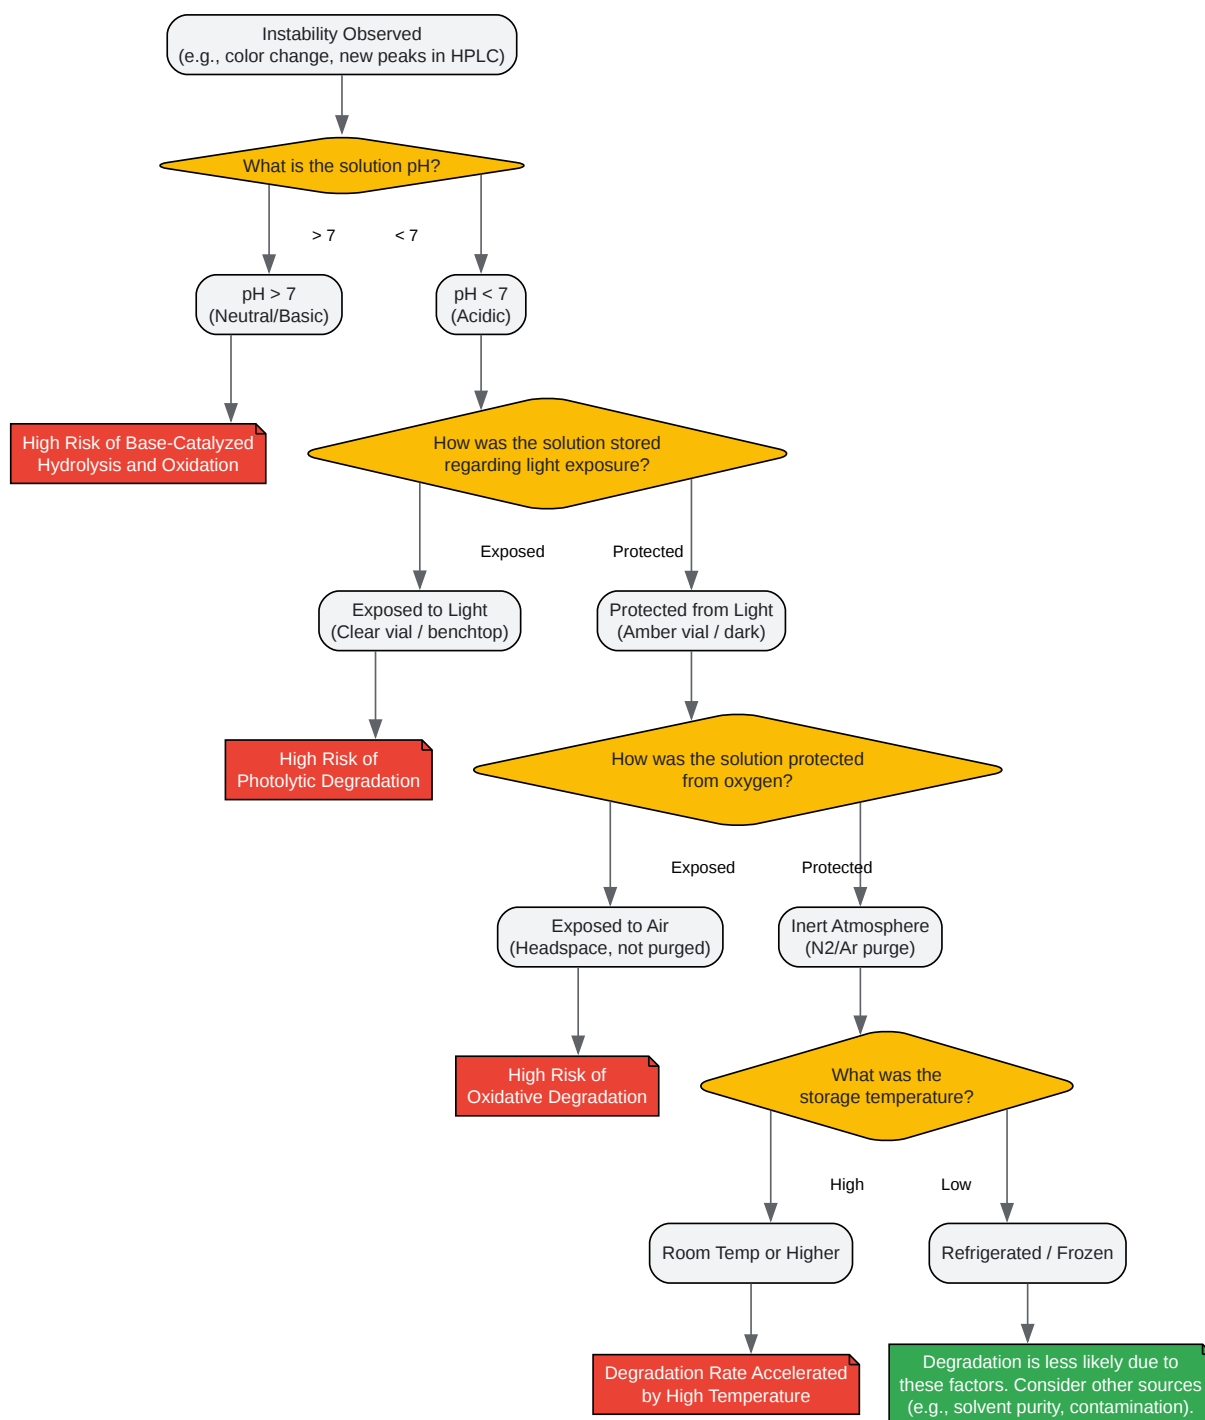 Instability Observed
(e.g., color change, new peaks in HPLC)
What is the solution pH?
> 7
< 7
pH > 7
(Neutral/Basic)
pH < 7
(Acidic)
High Risk of Base-Catalyzed
Hydrolysis and Oxidation
How was the solution stored
regarding light exposure?
Exposed
Protected
Exposed to Light
(Clear vial / benchtop)
Protected from Light
(Amber vial / dark)
High Risk of
Photolytic Degradation
How was the solution protected
from oxygen?
Exposed
Protected
Exposed to Air
(Headspace, not purged)
Inert Atmosphere
(N2/Ar purge)
High Risk of
Oxidative Degradation
What was the
storage temperature?
High
Low
Room Temp or Higher
Refrigerated / Frozen
Degradation Rate Accelerated
by High Temperature
Degradation is less likely due to
these factors. Consider other sources
(e.g., solvent purity, contamination).